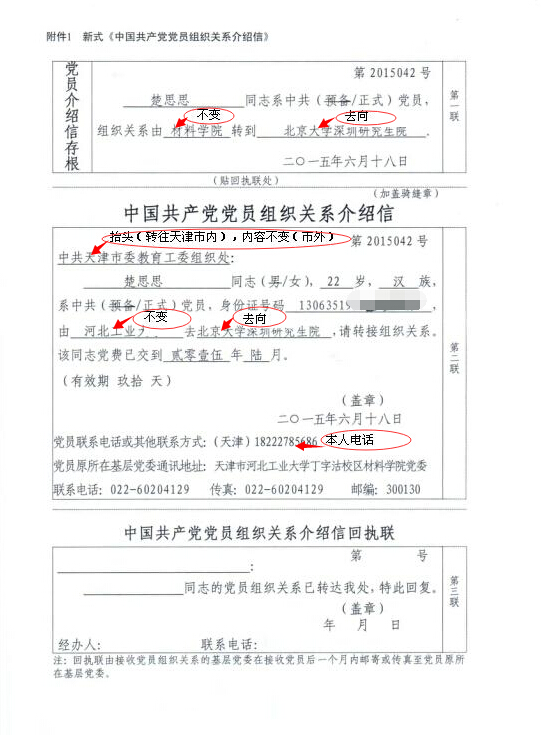 附件1 新式《中国共产党党员组织关系介绍信》
党员介绍信存根
第 2015042 号
楚思思 同志系中共（预备/正式）党员，
不变
去向
组织关系由 材料学院 转到 北京大学深圳研究生院 .
二〇一五年六月十八日
第一联
（贴回执联处）
（加盖骑缝章）
中国共产党党员组织关系介绍信
抬头（转往天津市内），内容不变（市外）
第 2015042 号
中共天津市委教育工委组织处：
楚思思 同志（男/女）， 22 岁， 汉 族，
系中共（预备/正式）党员，身份证号码 13063519
不变
去向
由 河北工业 去北京大学深圳研究生院 ，请转接组织关系。
该同志党费已交到 贰零壹伍 年 陆 月。
（有效期 玖拾 天）
（盖章）
二〇一五年六月十八日
党员联系电话或其他联系方式：（天津）18222785686 本人电话
党员原所在基层党委通讯地址： 天津市河北工业大学丁字沽校区材料学院党委
联系电话：022-60204129 传真：022-60204129 邮编：300130
第二联
中国共产党党员组织关系介绍信回执联
第 号
：
同志的党员组织关系已转达我处，特此回复。
（盖章）
年 月 日
经办人： 联系电话：
第三联
注：回执联由接收党员组织关系的基层党委在接收党员后一个月内邮寄或传真至党员原所
在基层党委。